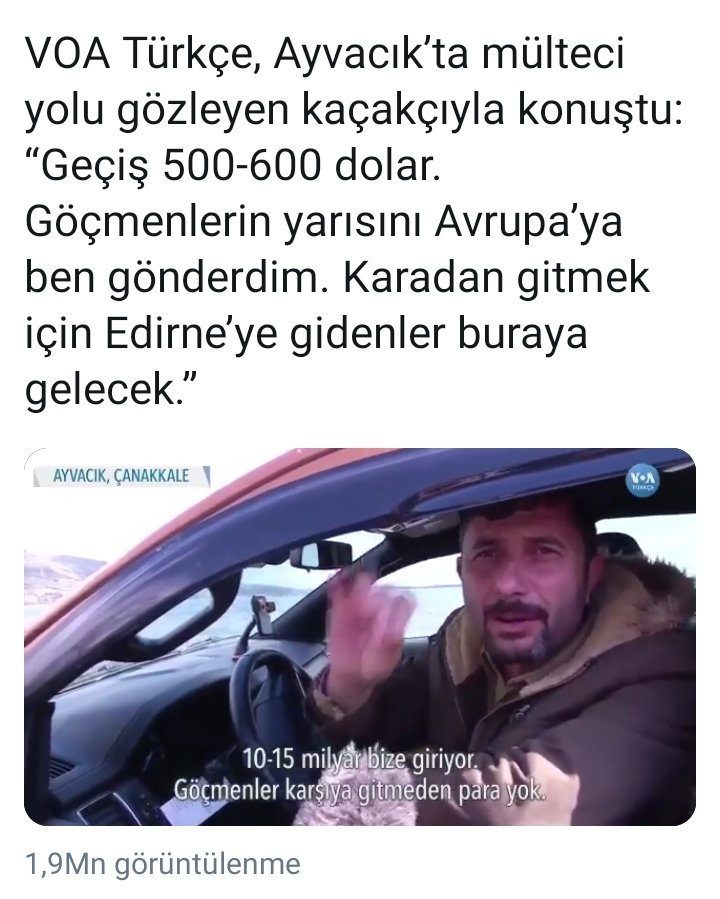 VOA Türkçe, Ayvacık’ta mülteci
yolu gözleyen kaçakçıyla konuştu:
“Geçiş 500-600 dolar.
Göçmenlerin yarısını Avrupa’ya
ben gönderdim. Karadan gitmek
için Edirne’ye gidenler buraya
gelecek.”
AYVACIK, ÇANAKKALE
VOA
TÜRKÇE
10-15 milyar bize giriyor.
Göçmenler karşıya gitmeden para yok.
1,9Mn görüntülenme